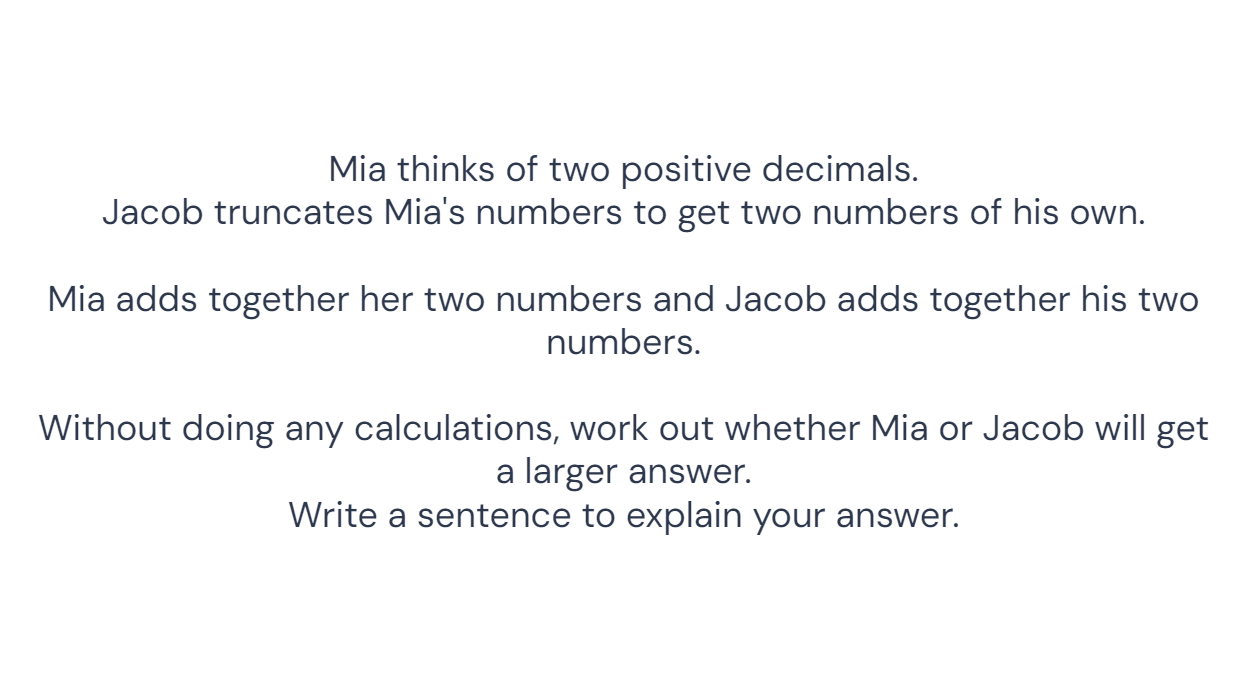 Mia thinks of two positive decimals.
Jacob truncates Mia's numbers to get two numbers of his own.
Mia adds together her two numbers and Jacob adds together his two
numbers.
Without doing any calculations, work out whether Mia or Jacob will get
a larger answer.
Write a sentence to explain your answer.